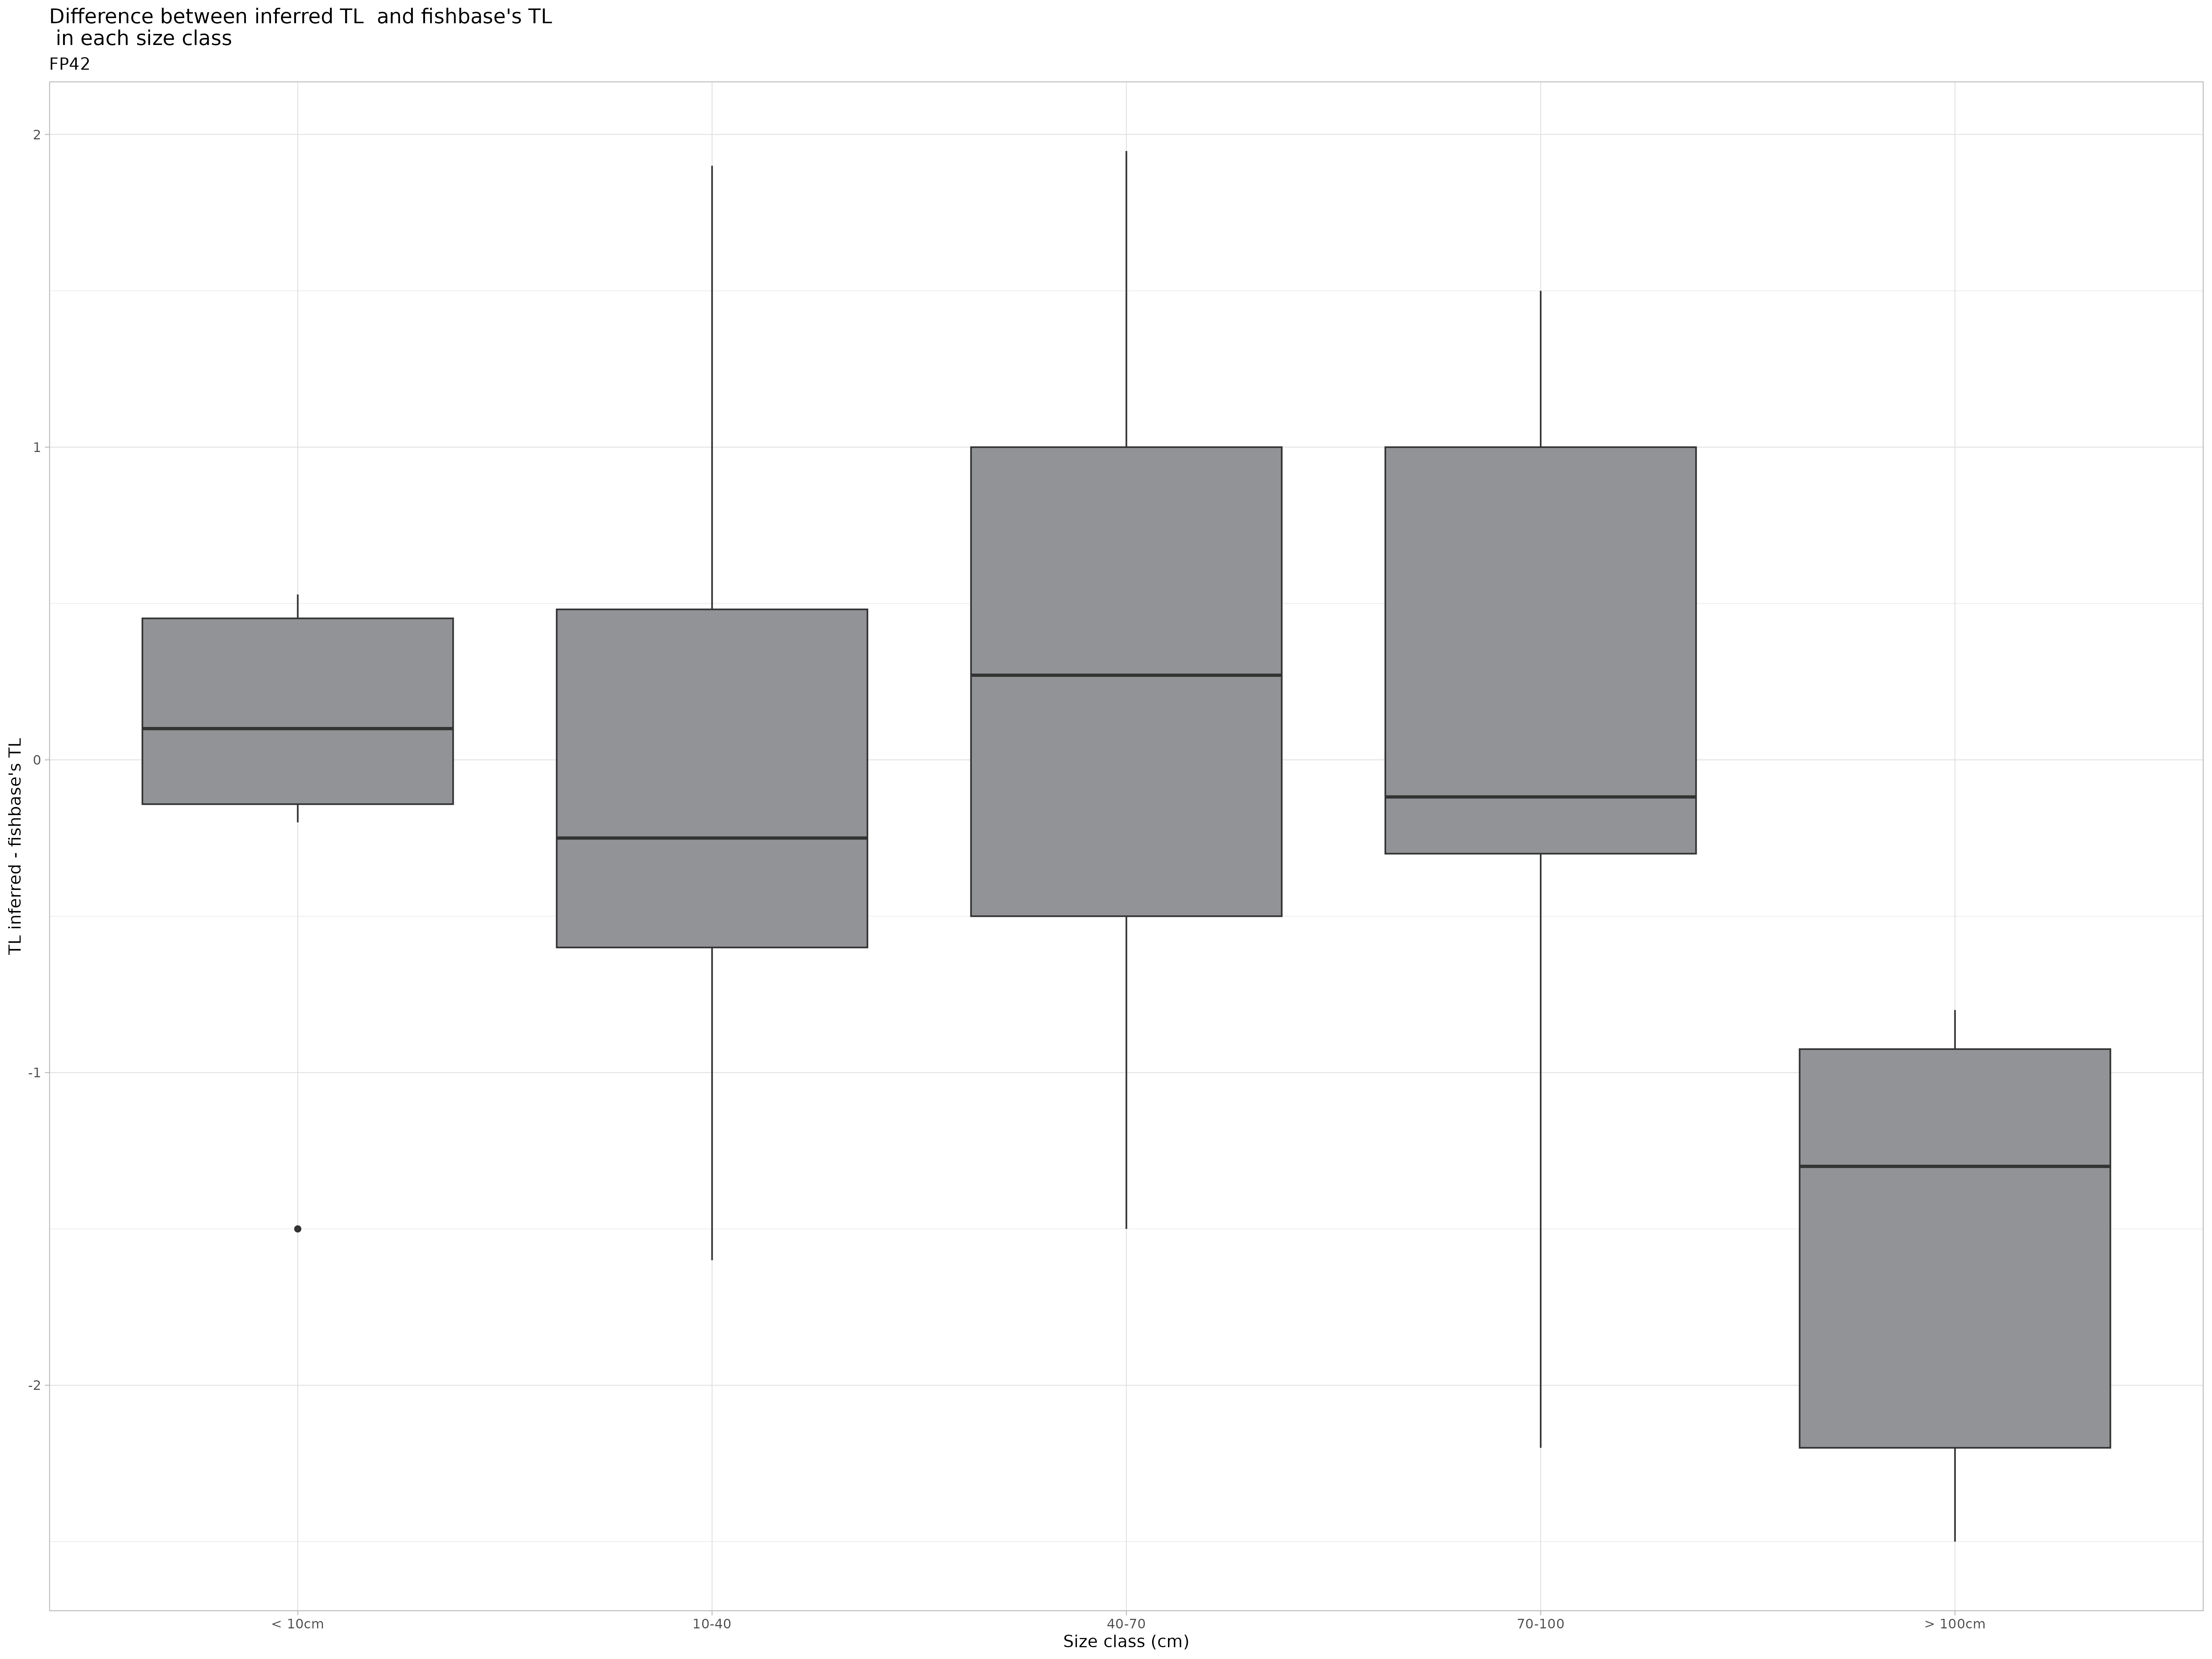 Difference between inferred TL  and fishbase's TL
in each size class
FP42
TL inferred - fishbase's TL
2
1
0
-1
-2
< 10cm
10-40
40-70
70-100
> 100cm
Size class (cm)